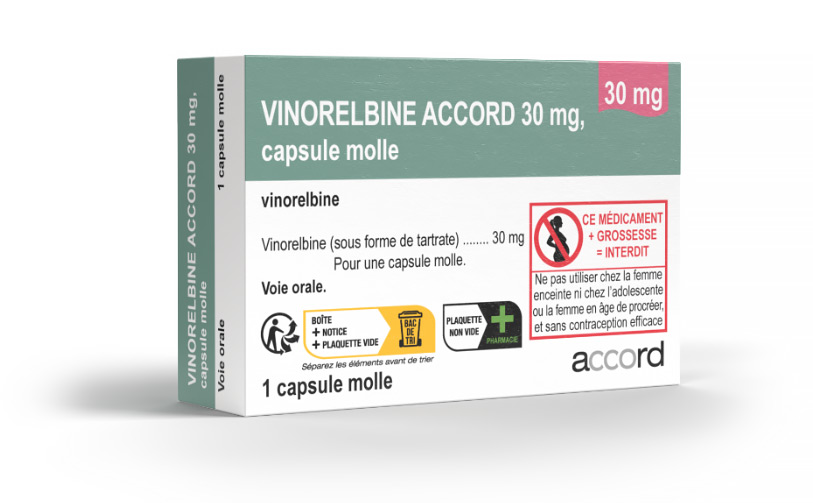 VINORELBINE ACCORD 30 mg,
capsule molle
1 capsule molle
Voie orale
30 mg
VINORELBINE ACCORD 30 mg,
capsule molle
vinorelbine
Vinorelbine (sous forme de tartrate) ........ 30 mg
Pour une capsule molle.
Voie orale.
CE MÉDICAMENT
+ GROSSESSE
= INTERDIT
Ne pas utiliser chez la femme
enceinte ni chez l'adolescente
ou la femme en âge de procréer,
et sans contraception efficace
BOÎTE
+ NOTICE
+ PLAQUETTE VIDE
BAC
DE
TRI
PLAQUETTE
NON VIDE
PHARMACIE
Séparez les éléments avant de trier
1 capsule molle
accord